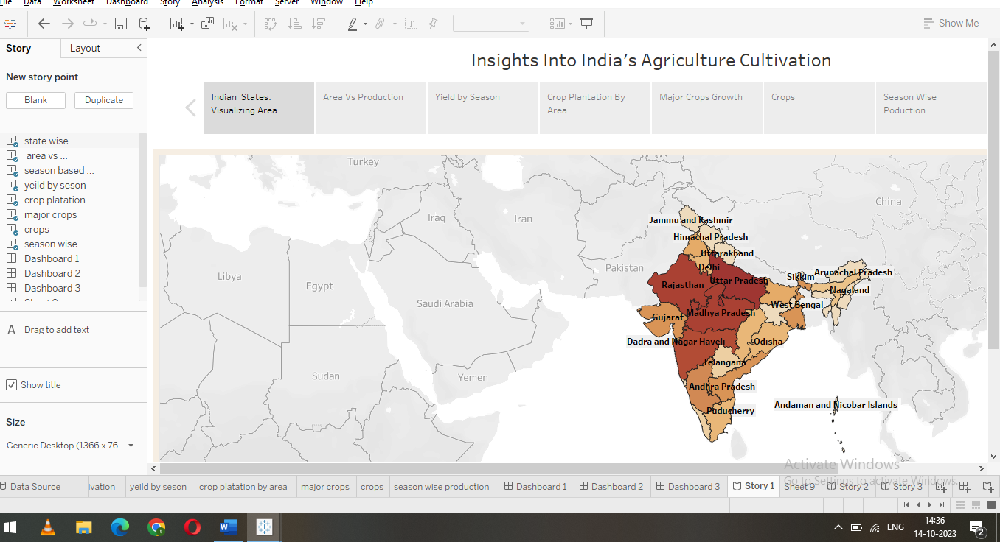 File Data Worksheet Dashboard Story Analysis Format Server Window Help
Show Me
Story Layout
New story point
Blank Duplicate
state wise ...
area vs ...
season based ...
yeild by seson
crop platation ...
major crops
crops
season wise ...
Dashboard 1
Dashboard 2
Dashboard 3
A Drag to add text
Show title
Size
Generic Desktop (1366 x 76...
Insights Into India's Agriculture Cultivation
Indian States:
Visualizing Area
Area Vs Production
Yield by Season
Crop Plantation By
Area
Major Crops Growth
Crops
Season Wise
Poduction
Turkey
China
Iraq
Iran
Jammu and Kashmir
Himachal Pradesh
Uttarakhand
Pakistan
Delhi
Libya
Egypt
Rajasthan
Uttar Pradesh
Sikkim
Arunachal Pradesh
Nagaland
Saudi Arabia
West Bengal
Gujarat
Madhya Pradesh
Dadra and Nagar Haveli
Odisha
Telangana
Sudan
Yemen
Andhra Pradesh
Andaman and Nicobar Islands
Puducherry
Activate Windows
Go to Settings to activate Windows.
Data Source ivation yeild by seson crop platation by area major crops crops season wise production Dashboard 1 Dashboard 2 Dashboard 3 Story 1 Sheet 9 Story 2 Story 3
W
ENG
14:36
14-10-2023
2